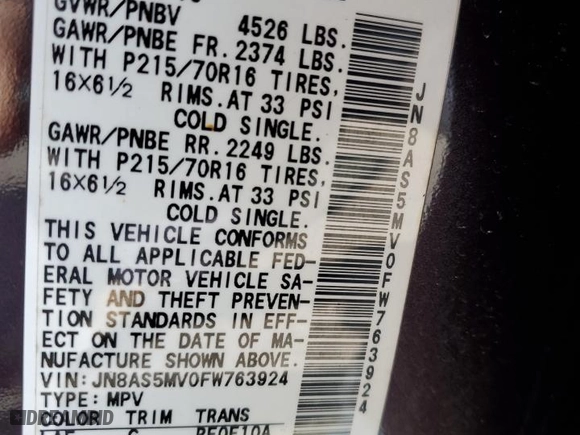 GVWR/PNBV 4526 LBS.
GAWR/PNBE FR. 2374 LBS.
WITH P215/70R16 TIRES,
16X6½ RIMS.AT 33 PSI
COLD SINGLE.
GAWR/PNBE RR. 2249 LBS.
WITH P215/70R16 TIRES,
16X6½ RIMS.AT 33 PSI
COLD SINGLE.
THIS VEHICLE CONFORMS
TO ALL APPLICABLE FED-
ERAL MOTOR VEHICLE SA-
FETY AND THEFT PREVEN-
TION STANDARDS IN EFF-
ECT ON THE DATE OF MA-
NUFACTURE SHOWN ABOVE.
VIN:JN8AS5MV0FW763924
TYPE: MPV
COLOR TRIM TRANS
JN8AS5MV0FW763924